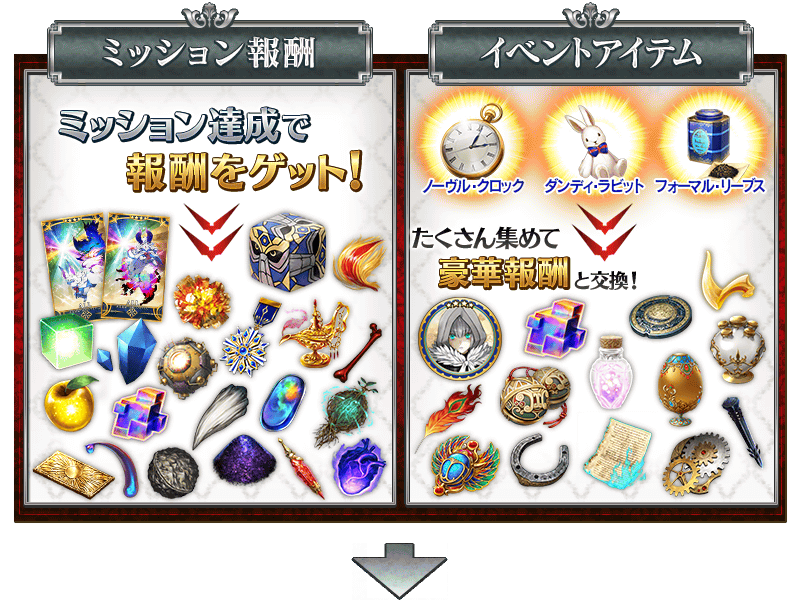 ミッション報酬
ミッション達成で
報酬をゲット!
イベントアイテム
ノーヴル・クロック
ダンディ・ラビット
フォーマル・リーブス
たくさん集めて
豪華報酬と交換!